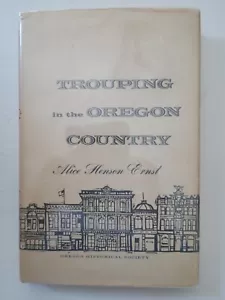 TROUPING
in the OREGON
COUNTRY
Alice Henson Ernst
OREGON HISTORICAL SOCIETY